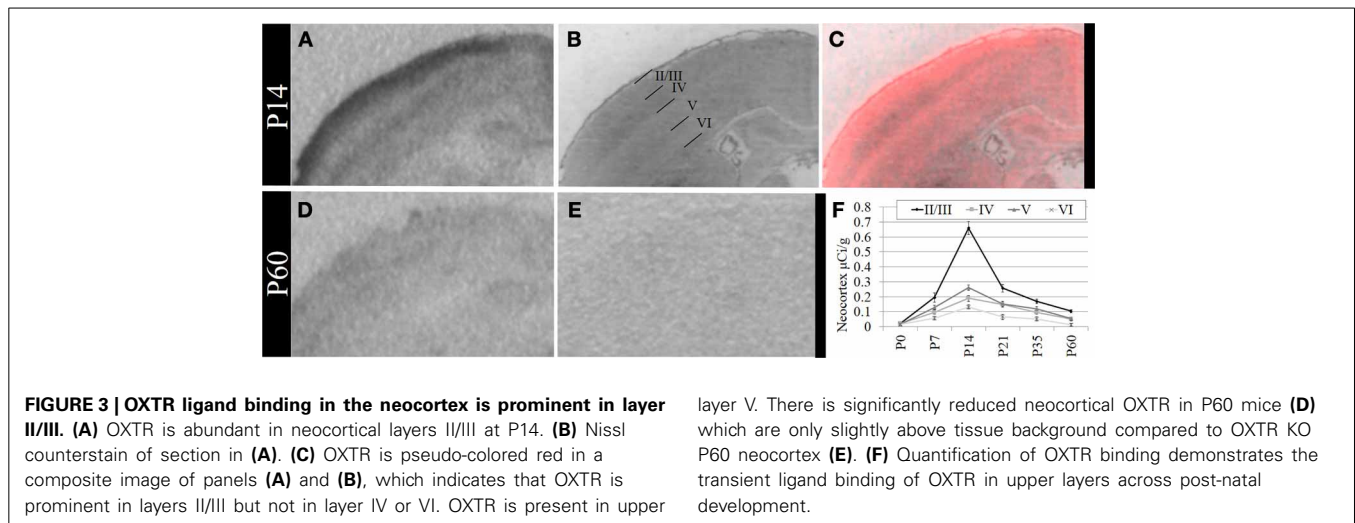 A
B
C
P14
II/III
IV
V
VI
D
E
F
P60
II/III IV V VI
0.8
0.7
0.6
0.5
0.4
0.3
0.2
0.1
0
Neocortex µCi/g
P0 P7 P14 P21 P35 P60
FIGURE 3 | OXTR ligand binding in the neocortex is prominent in layer
II/III. (A) OXTR is abundant in neocortical layers II/III at P14. (B) Nissl
counterstain of section in (A). (C) OXTR is pseudo-colored red in a
composite image of panels (A) and (B), which indicates that OXTR is
prominent in layers II/III but not in layer IV or VI. OXTR is present in upper
layer V. There is significantly reduced neocortical OXTR in P60 mice (D)
which are only slightly above tissue background compared to OXTR KO
P60 neocortex (E). (F) Quantification of OXTR binding demonstrates the
transient ligand binding of OXTR in upper layers across post-natal
development.